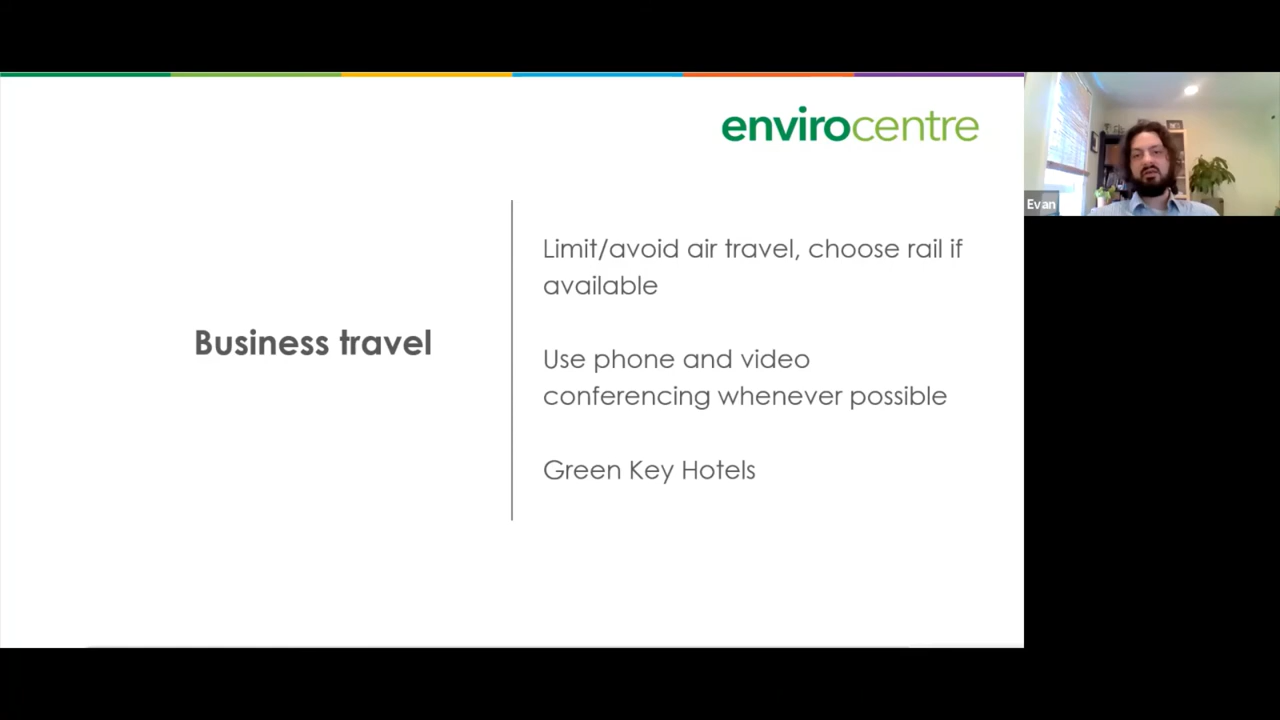 envirocentre
Evan
Limit/avoid air travel, choose rail if
available
Business travel
Use phone and video
conferencing whenever possible
Green Key Hotels